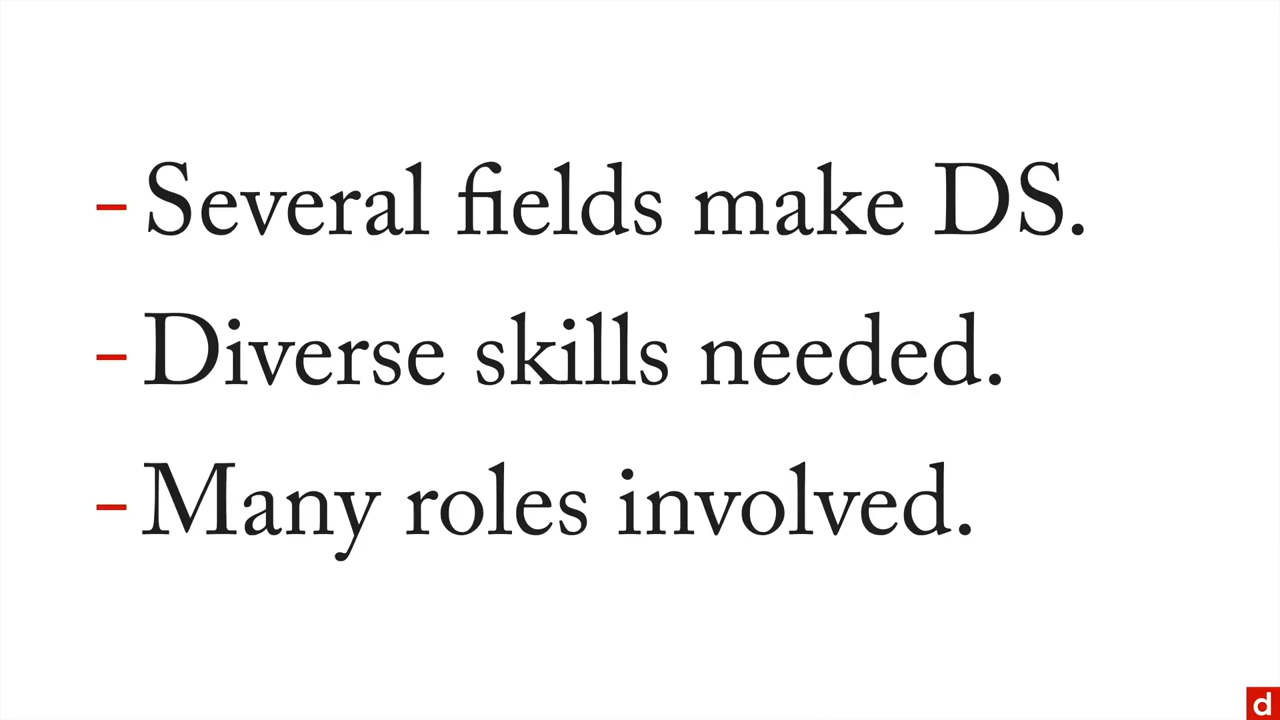 - Several fields make DS.
- Diverse skills needed.
- Many roles involved.
d